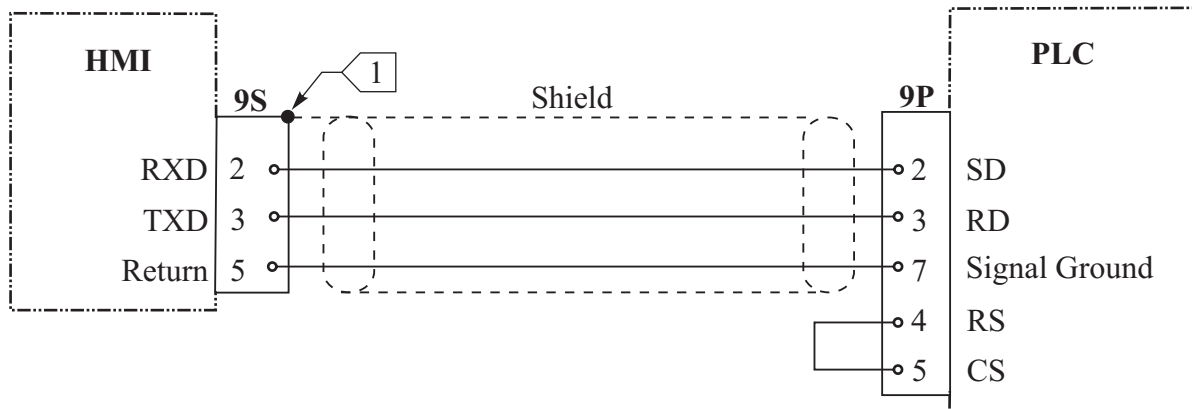 HMI
PLC
1
9S
Shield
9P
RXD 2
2 SD
TXD 3
3 RD
Return 5
7 Signal Ground
4 RS
5 CS